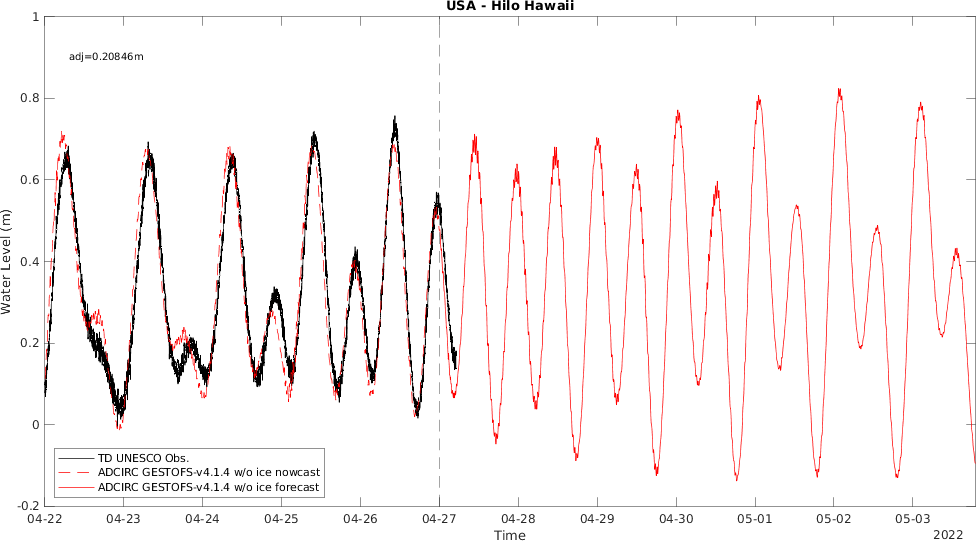 USA - Hilo Hawaii
adj=0.20846m
Water Level (m)
1
0.8
0.6
0.4
0.2
0
-0.2
TD UNESCO Obs.
ADCIRC GESTOFS-v4.1.4 w/o ice nowcast
ADCIRC GESTOFS-v4.1.4 w/o ice forecast
04-22 04-23 04-24 04-25 04-26 04-27 04-28 04-29 04-30 05-01 05-02 05-03
Time
2022